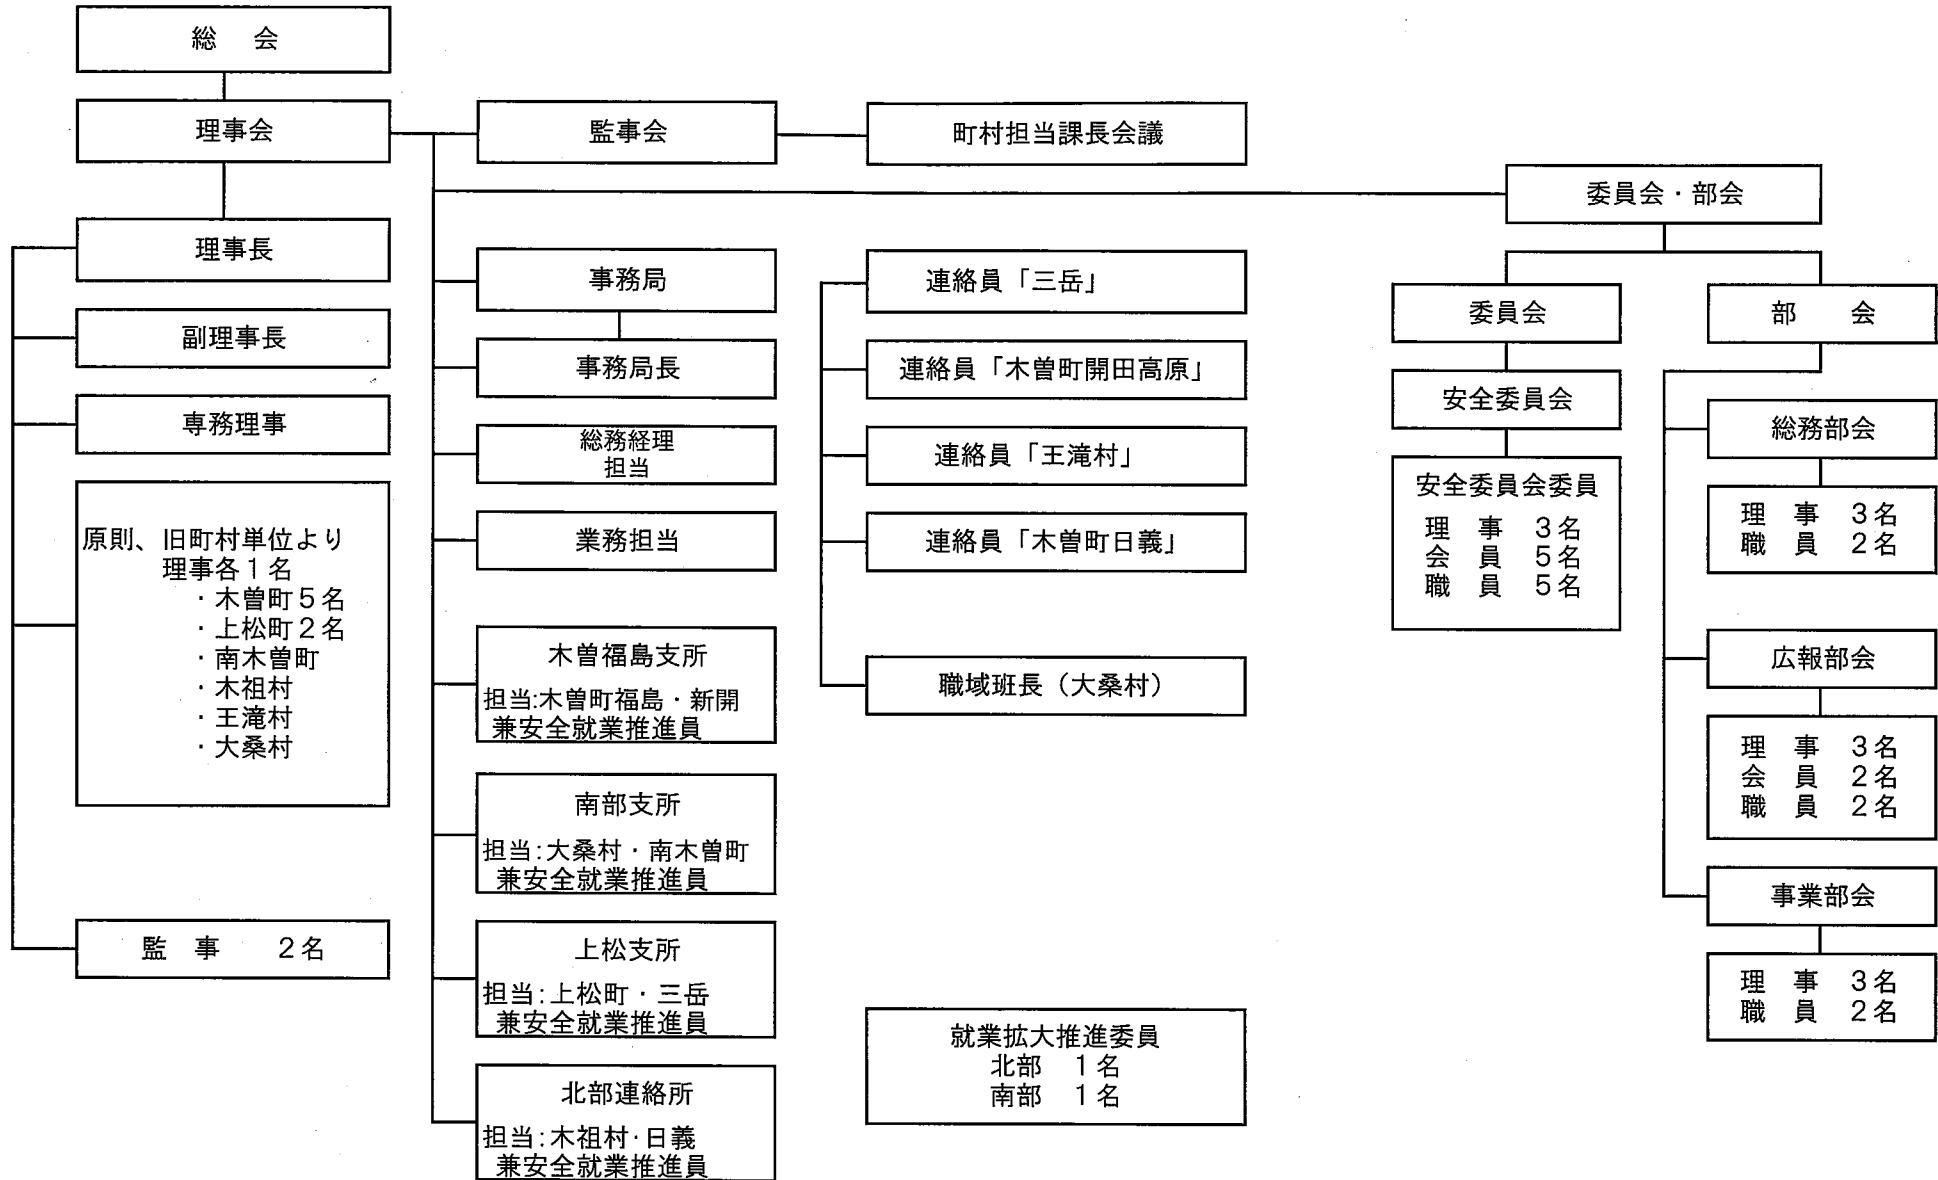 総　会
理事会
監事会
町村担当課長会議
委員会・部会
理事長
副理事長
専務理事
原則、旧町村単位より
理事各１名
・木曽町５名
・上松町２名
・南木曽町
・木祖村
・王滝村
・大桑村
監　事　　２名
事務局
事務局長
総務経理
担当
業務担当
木曽福島支所
担当:木曽町福島・新開
兼安全就業推進員
南部支所
担当:大桑村・南木曽町
兼安全就業推進員
上松支所
担当:上松町・三岳
兼安全就業推進員
北部連絡所
担当:木祖村・日義
兼安全就業推進員
連絡員「三岳」
連絡員「木曽町開田高原」
連絡員「王滝村」
連絡員「木曽町日義」
職域班長（大桑村）
就業拡大推進委員
北部　１名
南部　１名
委員会
安全委員会
安全委員会委員
理　事　３名
会　員　５名
職　員　５名
部　　会
総務部会
理　事　３名
職　員　２名
広報部会
理　事　３名
会　員　２名
職　員　２名
事業部会
理　事　３名
職　員　２名